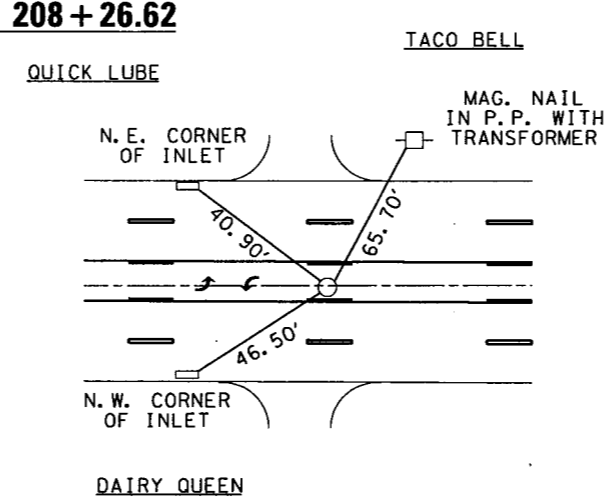 208 + 26.62
TACO BELL
QUICK LUBE
MAG. NAIL
IN P.P. WITH
TRANSFORMER
N.E. CORNER
OF INLET
40.90'
65.70'
46.50'
N.W. CORNER
OF INLET
DAIRY QUEEN